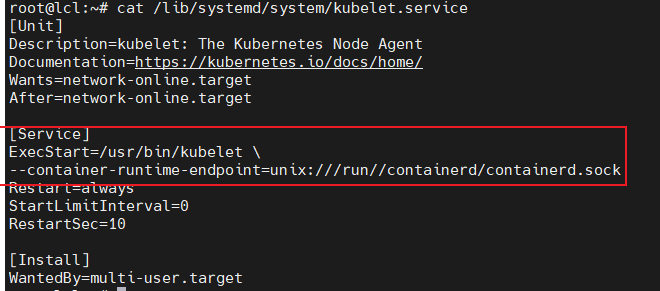 root@lcl:~# cat /lib/systemd/system/kubelet.service
[Unit]
Description=kubelet: The Kubernetes Node Agent
Documentation=https://kubernetes.io/docs/home/
Wants=network-online.target
After=network-online.target
[Service]
ExecStart=/usr/bin/kubelet \
--container-runtime-endpoint=unix:///run//containerd/containerd.sock
Restart=always
StartLimitInterval=0
RestartSec=10
[Install]
WantedBy=multi-user.target